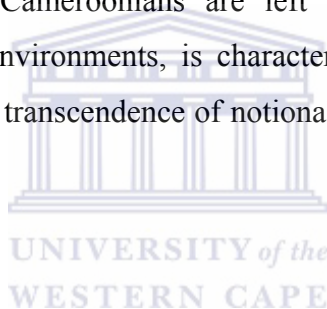 Cameroonians are left
nvironments, is character
transcendence of notiona
UNIVERSITY of the
WESTERN CAPE